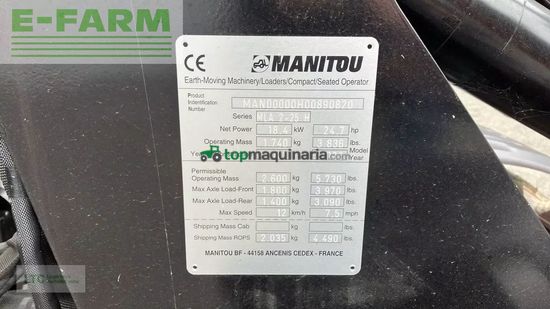 E-FARM
CE MANITOU
Earth-Moving Machinery/Loaders/Compact/Seated Operator
Product
Indentification
Number MAN00000H00890820
Series MLA 2-25 H
Net Power 18.4 kW 24.7 hp
Operating Mass 1.740 kg 3.836 lbs.
Model
Year
topmaquinaria.com
Permissible
Operating Mass 2.600 kg 5.730 lbs.
Max Axle Load-Front 1.800 kg 3.970 lbs.
Max Axle Load-Rear 1.400 kg 3.090 lbs.
Max Speed 12 km/h 7.5 mph
Shipping Mass Cab kg lbs.
Shipping Mass ROPS 2.035 kg 4.490 lbs.
MANITOU BF - 44158 ANCENIS CEDEX - FRANCE
LTC